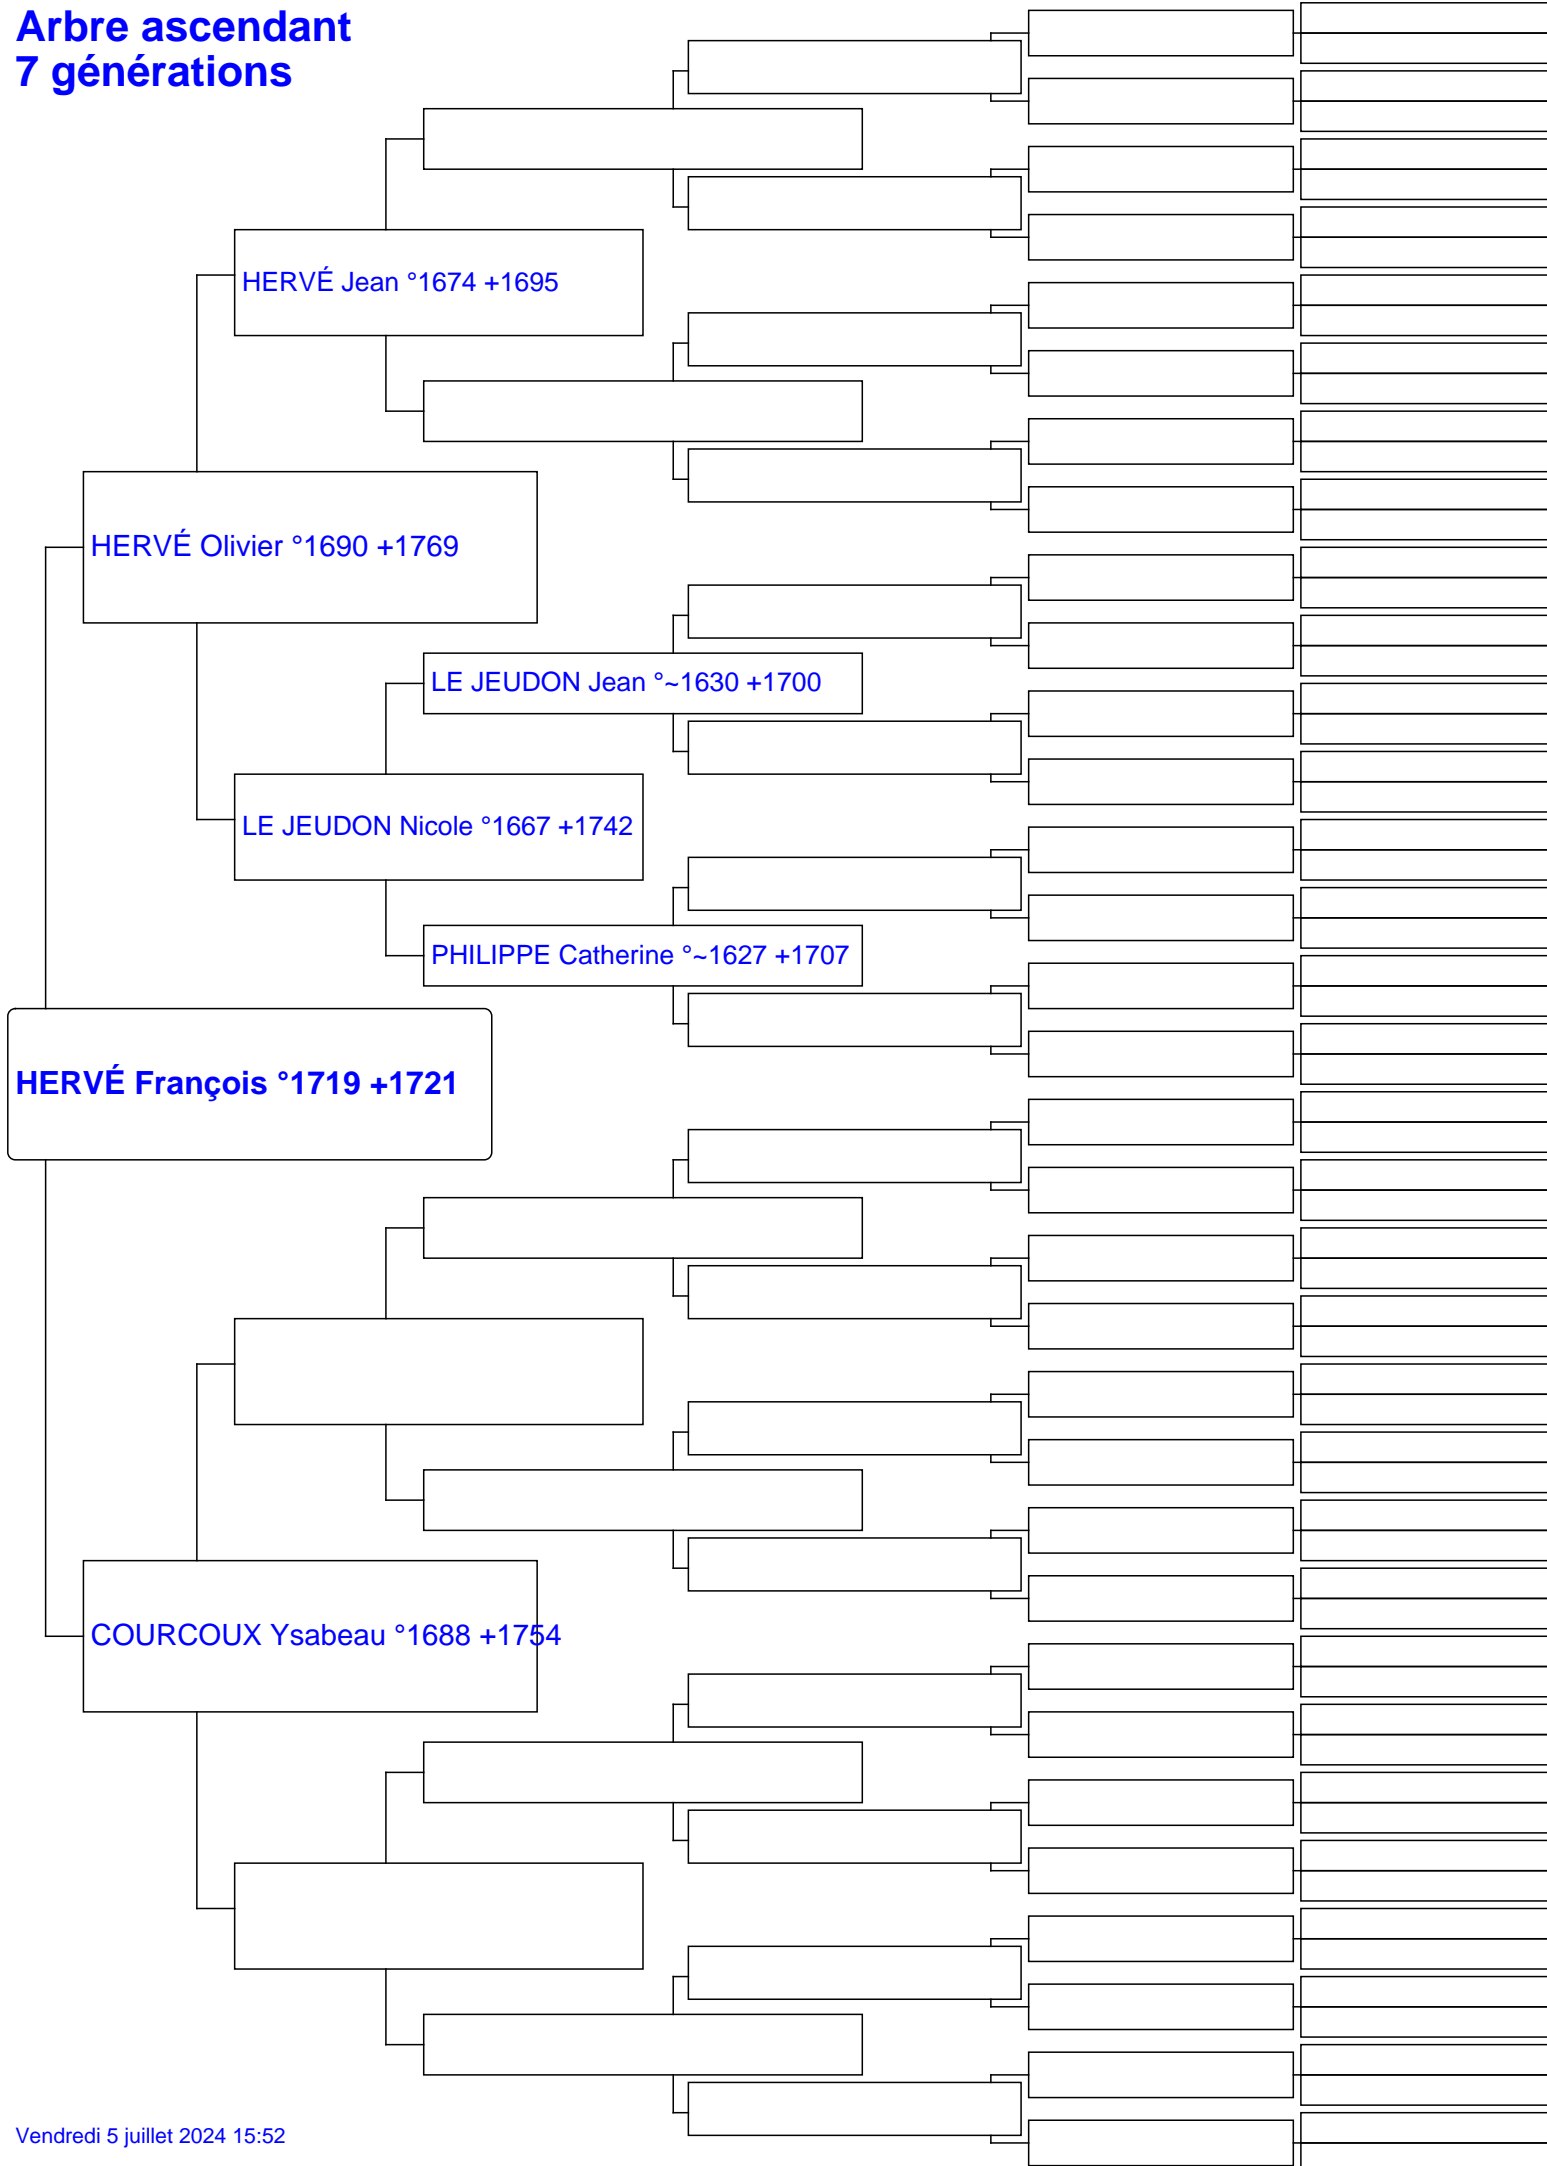 Arbre ascendant
7 générations
HERVÉ Jean °1674 +1695
HERVÉ Olivier °1690 +1769
LE JEUDON Jean °~1630 +1700
LE JEUDON Nicole °1667 +1742
PHILIPPE Catherine °~1627 +1707
HERVÉ François °1719 +1721
COURCOUX Ysabeau °1688 +1754
Vendredi 5 juillet 2024 15:52